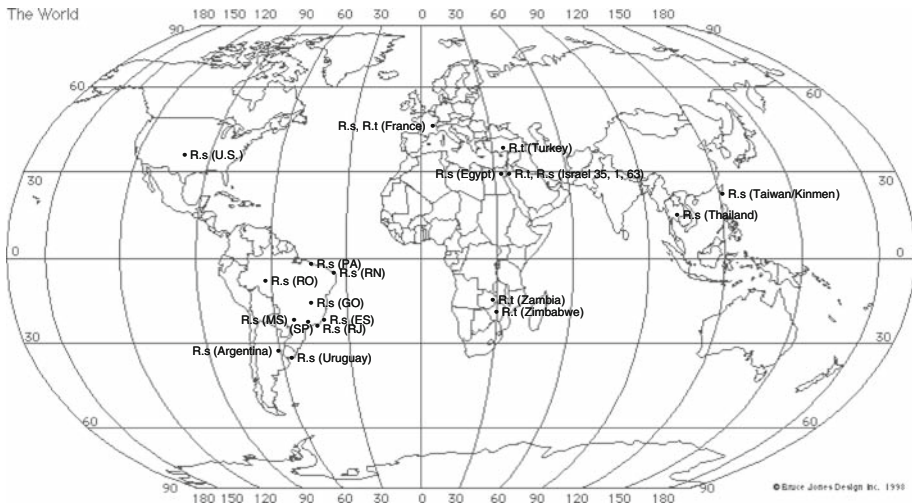 The World
180
150
120
90
60
30
0
30
60
90
120
150
180
90
90
60
60
R.s, R.t (France)
R.s (U.S.)
R.t (Turkey)
R.s (Egypt)
R.t, R.s (Israel 35, 1, 63)
30
30
R.s (Taiwan/Kinmen)
R.s (Thailand)
0
0
R.s (PA)
R.s (RN)
R.s (RO)
R.s (GO)
R.t (Zambia)
R.t (Zimbabwe)
R.s (MS)
R.s (ES)
(SP)
R.s (RJ)
R.s (Argentina)
R.s (Uruguay)
30
30
60
60
90
90
180
150
120
90
60
30
0
30
60
90
120
150
180
© Bruce Jones Design Inc. 1990